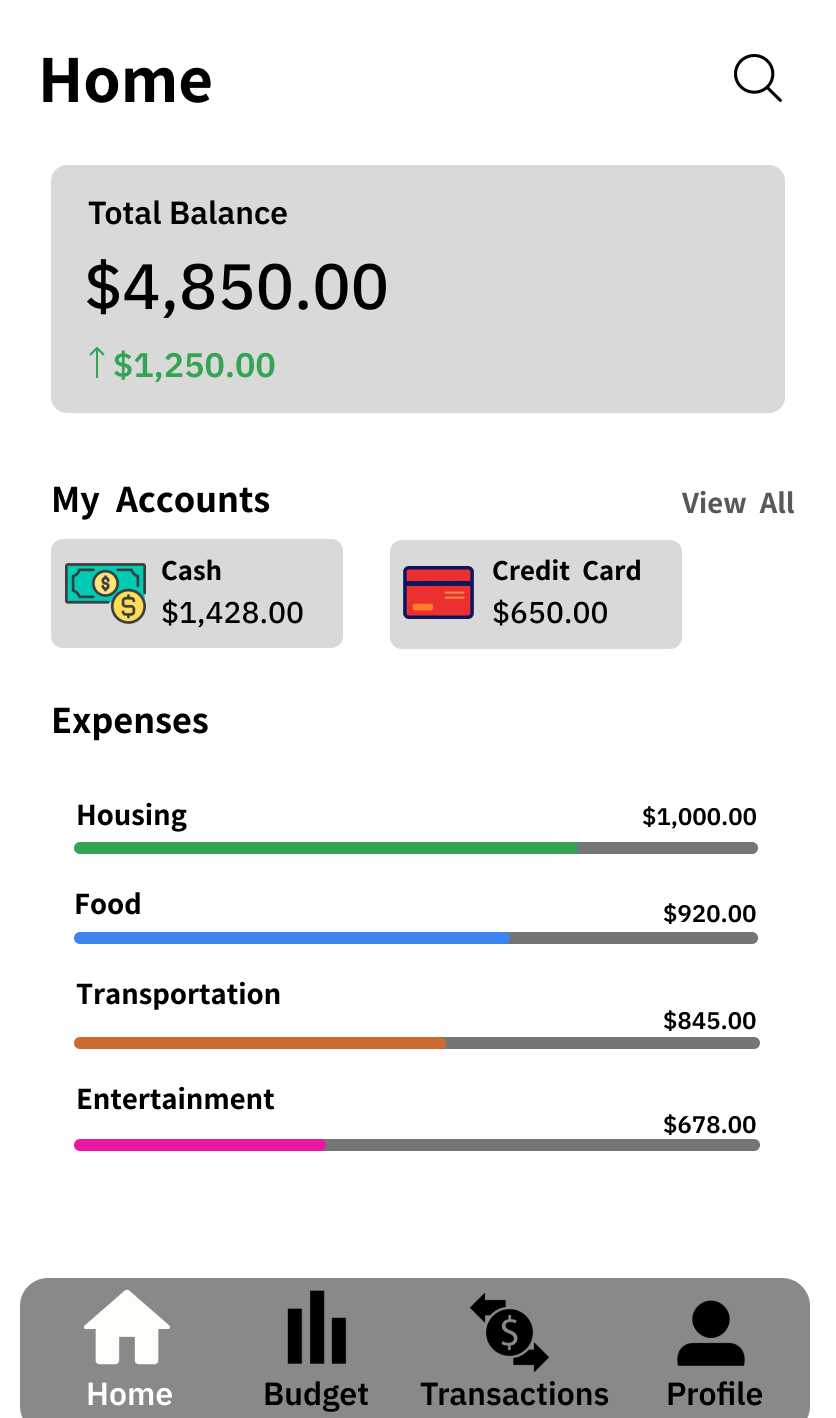 Home
Total Balance
$4,850.00
↑ $1,250.00
My Accounts
View All
Cash
$1,428.00
Credit Card
$650.00
Expenses
Housing
$1,000.00
Food
$920.00
Transportation
$845.00
Entertainment
$678.00
Home
Budget
Transactions
Profile